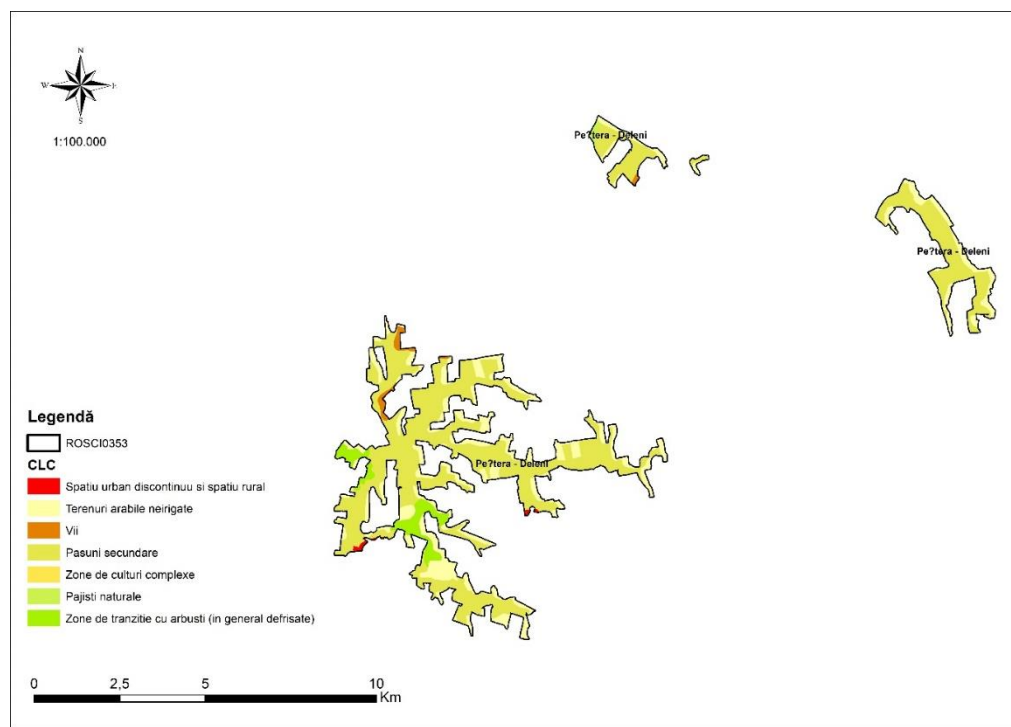 N
W E
S
1:100.000
Pe?tera - Deleni
Pe?tera - Deleni
Pe?tera - Deleni
Legendă
ROSCI0353
CLC
Spatiu urban discontinuu si spatiu rural
Terenuri arabile neirigate
Vii
Pasuni secundare
Zone de culturi complexe
Pajisti naturale
Zone de tranzitie cu arbusti (in general defrisate)
0 2,5 5 10
Km